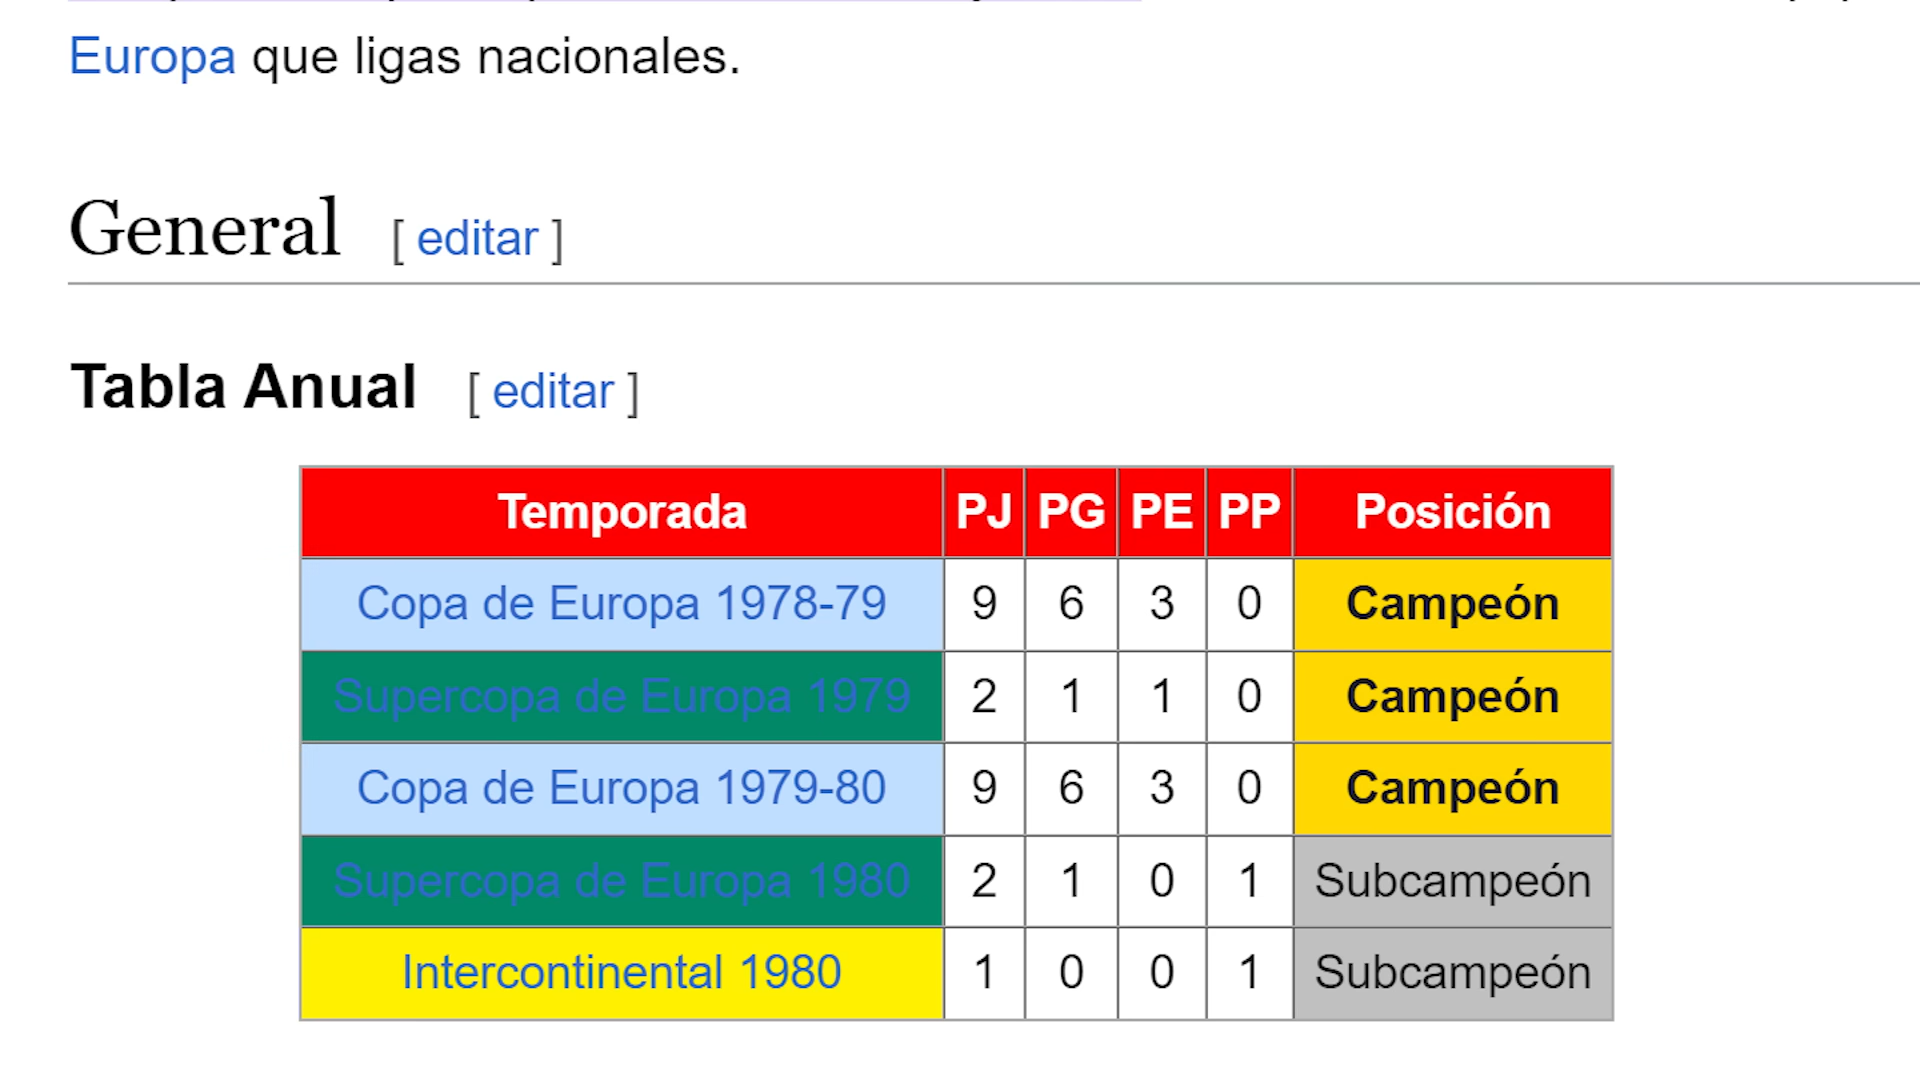 Europa que ligas nacionales.
General [ editar ]
Tabla Anual [ editar ]
Temporada PJ PG PE PP Posición
Copa de Europa 1978-79 9 6 3 0 Campeón
Supercopa de Europa 1979 2 1 1 0 Campeón
Copa de Europa 1979-80 9 6 3 0 Campeón
Supercopa de Europa 1980 2 1 0 1 Subcampeón
Intercontinental 1980 1 0 0 1 Subcampeón